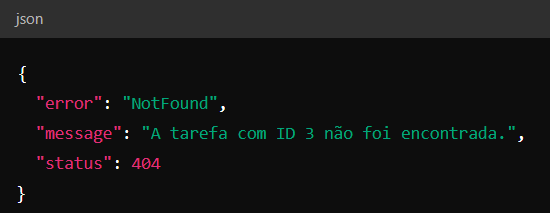 json
{
"error": "NotFound",
"message": "A tarefa com ID 3 não foi encontrada.",
"status": 404
}